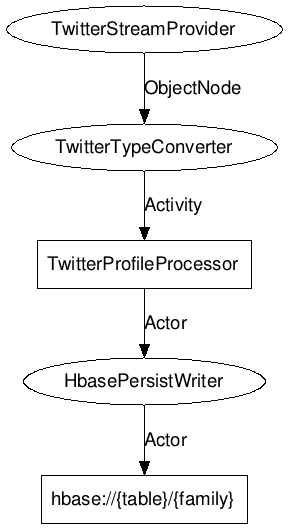 TwitterStreamProvider
ObjectNode
TwitterTypeConverter
Activity
TwitterProfileProcessor
Actor
HbasePersistWriter
Actor
hbase://{table}/{family}